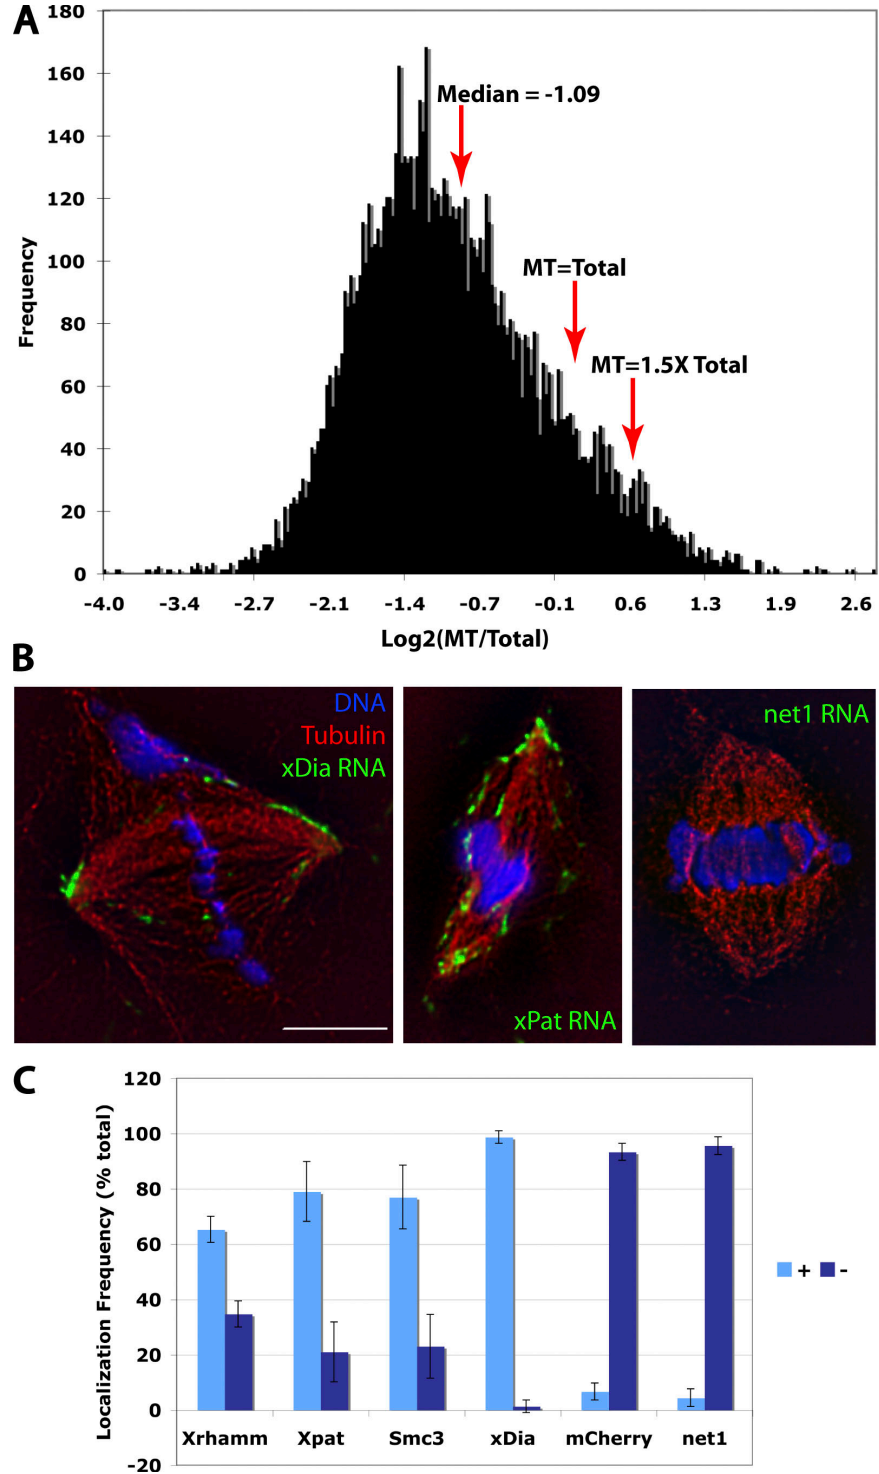 A
180
160
140
120
100
80
60
40
20
0
Frequency
Median = -1.09
MT=Total
MT=1.5X Total
-4.0 -3.4 -2.7 -2.1 -1.4 -0.7 -0.1 0.6 1.3 1.9 2.6
Log2(MT/Total)
B
DNA
Tubulin
xDia RNA
xPat RNA
net1 RNA
C
120
100
80
60
40
20
0
-20
Localization Frequency (% total)
Xrhamm Xpat Smc3 xDia mCherry net1
+ -